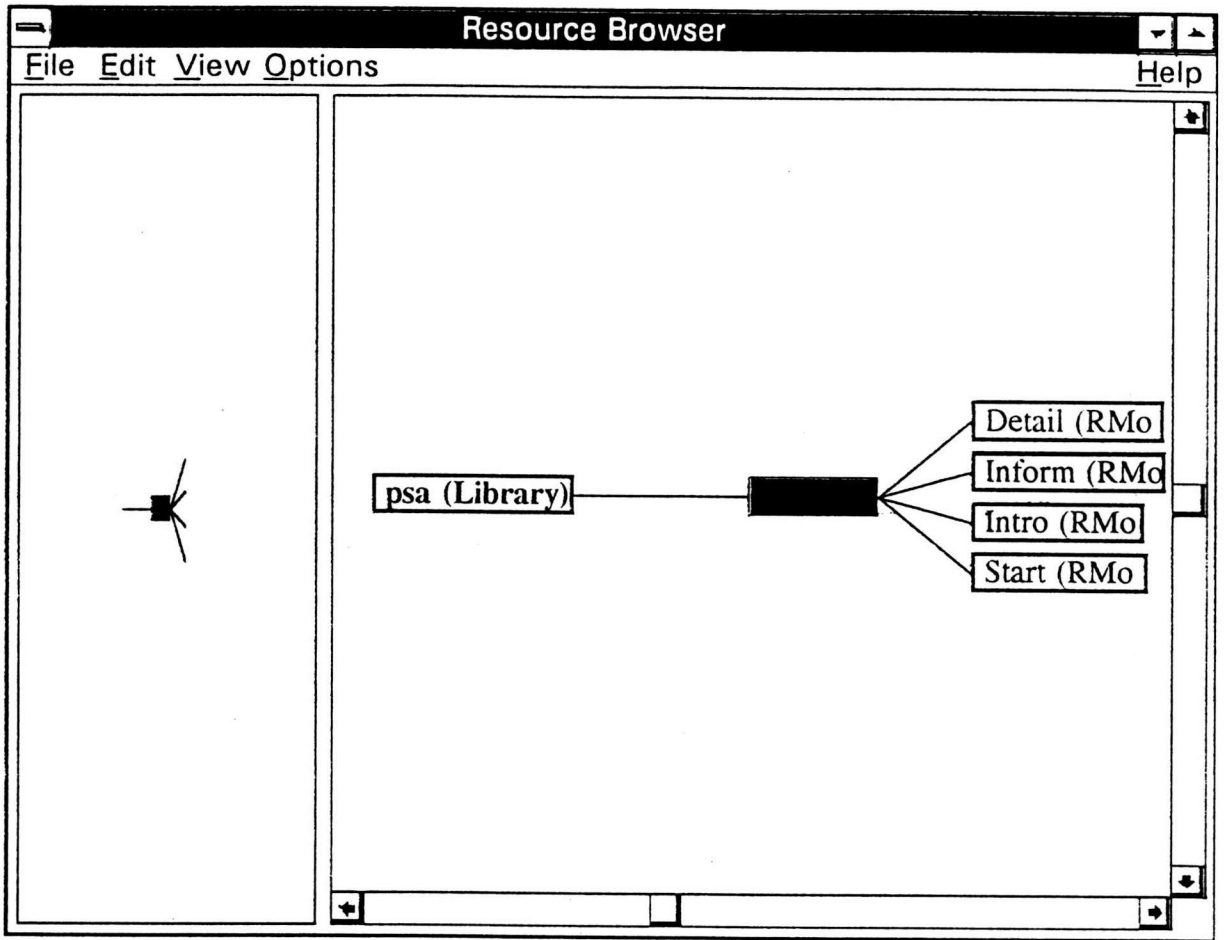 Resource Browser
File Edit View Options Help
Detail (RMo
Inform (RMo
psa (Library)
Intro (RMo
Start (RMo